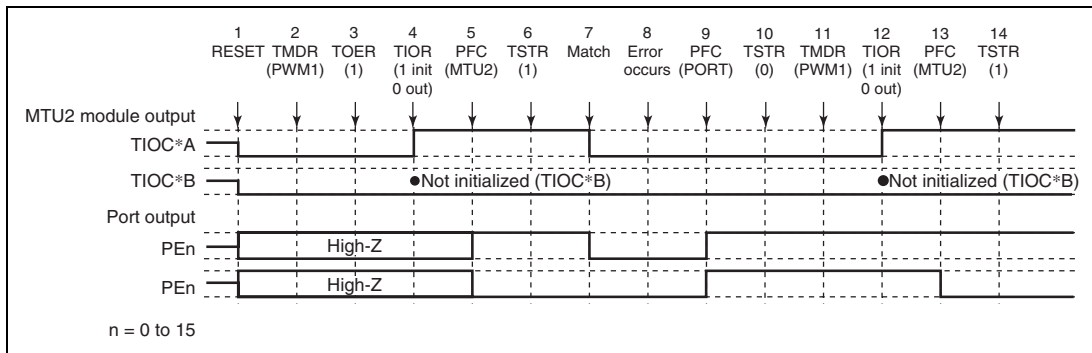 1 2 3 4 5 6 7 8 9 10 11 12 13 14
RESET TMDR TOER TIOR PFC TSTR Match Error PFC TSTR TMDR TIOR PFC TSTR
(PWM1) (1) (1 init (MTU2) (1) occurs (PORT) (0) (PWM1) (1 init (MTU2) (1)
0 out) 0 out)
MTU2 module output
TIOC*A
TIOC*B ●Not initialized (TIOC*B) ●Not initialized (TIOC*B)
Port output
PEn High-Z
PEn High-Z
n = 0 to 15